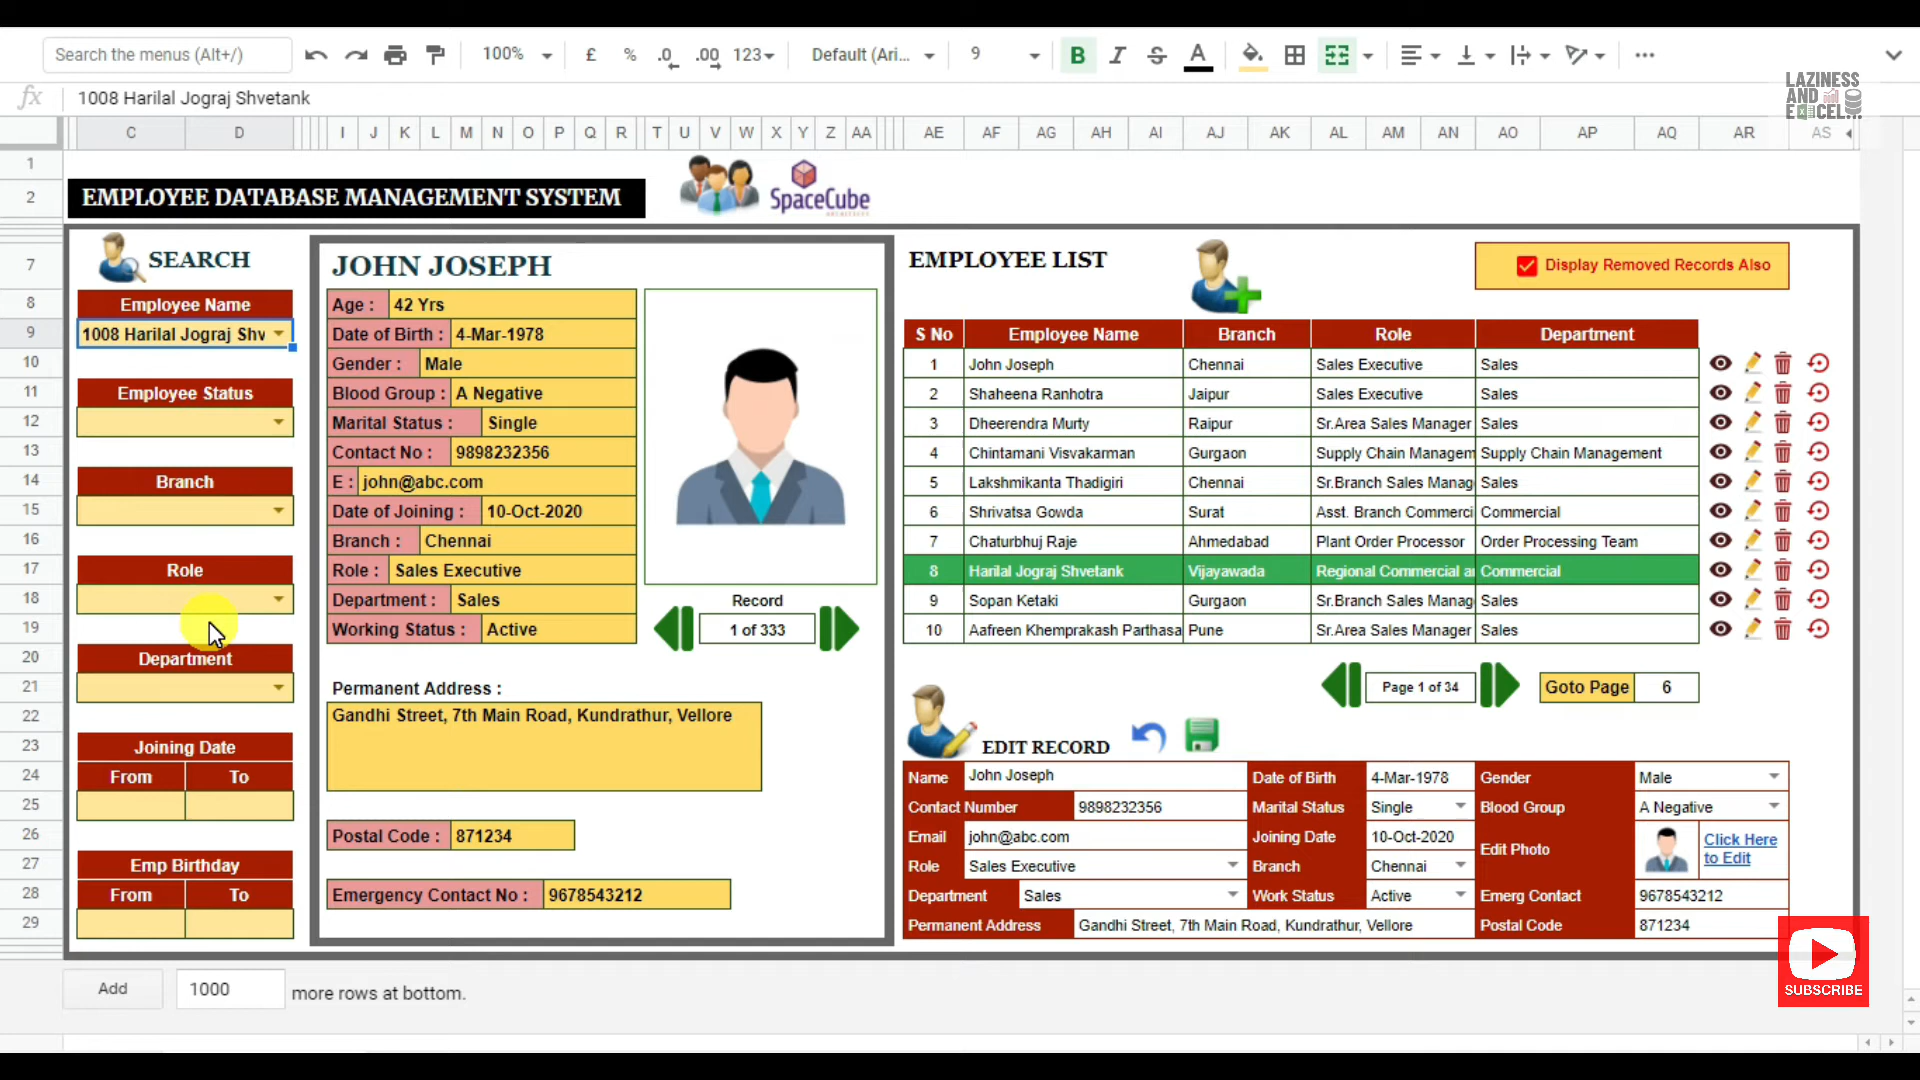 Search the menus (Alt+/)
100%
£
%
.0
.00
123
Default (Ari...
9
B
I
S
A
...
LAZINESS
AND
EXCEL...
fx
1008 Harilal Jograj Shvetank
C D I J K L M N O P Q R T U V W X Y Z AA AE AF AG AH AI AJ AK AL AM AN AO AP AQ AR AS
1
2
7
8
9
10
11
12
13
14
15
16
17
18
19
20
21
22
23
24
25
26
27
28
29
EMPLOYEE DATABASE MANAGEMENT SYSTEM
SpaceCube
ARCHITECTS
SEARCH
Employee Name
1008 Harilal Jograj Shv
Employee Status
Branch
Role
Department
Joining Date
From To
Emp Birthday
From To
JOHN JOSEPH
Age : 42 Yrs
Date of Birth : 4-Mar-1978
Gender : Male
Blood Group : A Negative
Marital Status : Single
Contact No : 9898232356
E : john@abc.com
Date of Joining : 10-Oct-2020
Branch : Chennai
Role : Sales Executive
Department : Sales
Working Status : Active
Record
1 of 333
Permanent Address :
Gandhi Street, 7th Main Road, Kundrathur, Vellore
Postal Code : 871234
Emergency Contact No : 9678543212
EMPLOYEE LIST
Display Removed Records Also
S No Employee Name Branch Role Department
1 John Joseph Chennai Sales Executive Sales
2 Shaheena Ranhotra Jaipur Sales Executive Sales
3 Dheerendra Murty Raipur Sr.Area Sales Manager Sales
4 Chintamani Visvakarman Gurgaon Supply Chain Managem Supply Chain Management
5 Lakshmikanta Thadigiri Chennai Sr.Branch Sales Manag Sales
6 Shrivatsa Gowda Surat Asst. Branch Commerci Commercial
7 Chaturbhuj Raje Ahmedabad Plant Order Processor Order Processing Team
8 Harilal Jograj Shvetank Vijayawada Regional Commercial a Commercial
9 Sopan Ketaki Gurgaon Sr.Branch Sales Manag Sales
10 Aafreen Khemprakash Parthasa Pune Sr.Area Sales Manager Sales
Page 1 of 34
Goto Page 6
EDIT RECORD
Name John Joseph Date of Birth 4-Mar-1978 Gender Male
Contact Number 9898232356 Marital Status Single Blood Group A Negative
Email john@abc.com Joining Date 10-Oct-2020 Edit Photo Click Here
to Edit
Role Sales Executive Branch Chennai
Department Sales Work Status Active Emerg Contact 9678543212
Permanent Address Gandhi Street, 7th Main Road, Kundrathur, Vellore Postal Code 871234
SUBSCRIBE
Add 1000 more rows at bottom.